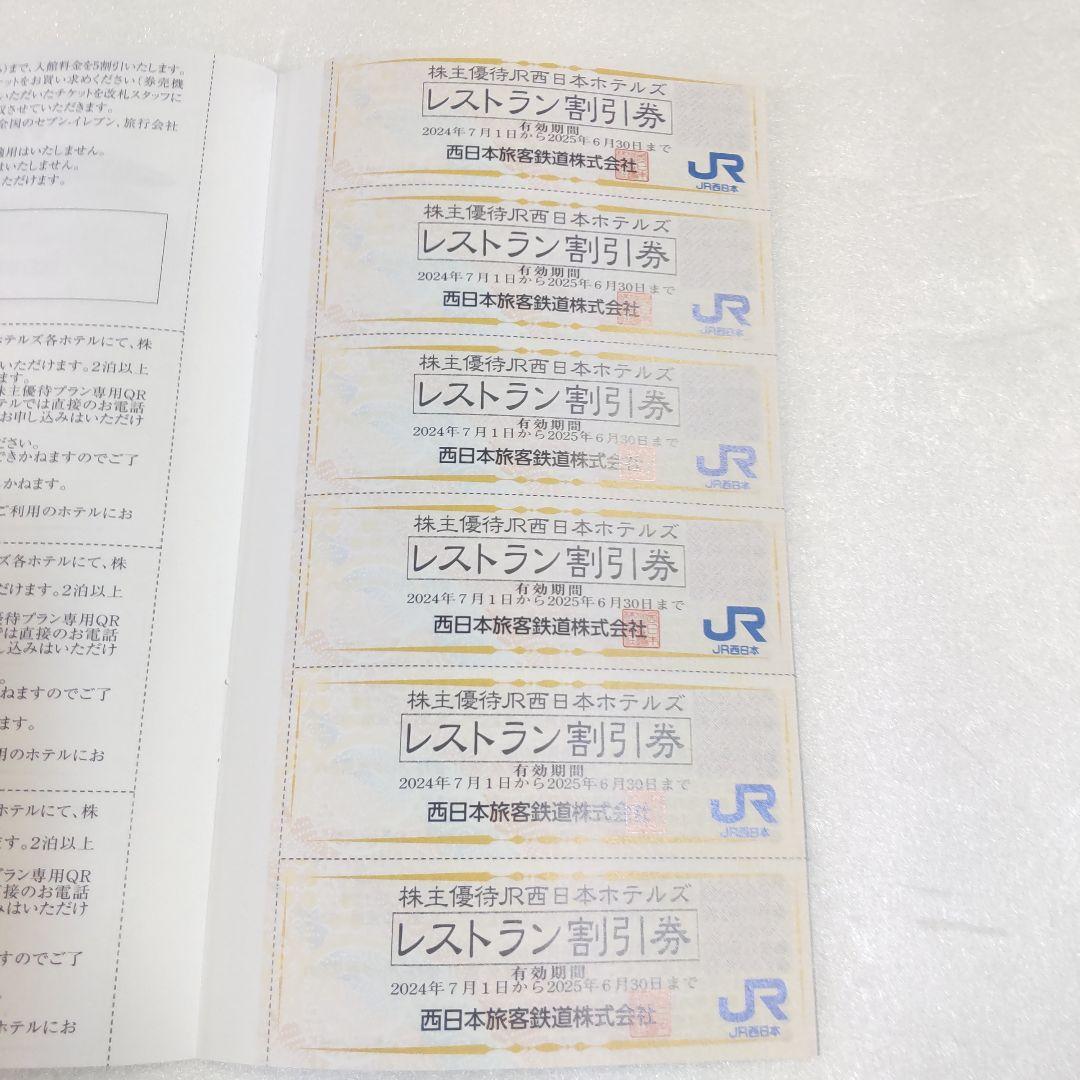 まで、入館料金を5割引いたします。
ケットをお買い求めください(券売機
いただいたチケットを改札スタッフに
収させていただきます。
全国のセブン-イレブン、旅行会社
適用はいたしません。
はいたしません。
ただけます。
ホテルズ各ホテルにて、株
いただけます。2泊以上
ます。
株主優待プラン専用QR
テルでは直接のお電話
お申し込みはいただけ
ださい。
できかねますのでご了
かねます。
ご利用のホテルにお
ズ各ホテルにて、株
だけます。2泊以上
優待プラン専用QR
では直接のお電話
し込みはいただけ
ねますのでご了
ます。
用のホテルにお
ホテルにて、株
ます。2泊以上
プラン専用QR
直接のお電話
みはいただけ
すのでご了
ホテルにお
株主優待JR西日本ホテルズ
レストラン割引券
有効期間
2024年7月1日から2025年6月30日まで
西日本旅客鉄道株式会社
JR
JR西日本
株主優待JR西日本ホテルズ
レストラン割引券
有効期間
2024年7月1日から2025年6月30日まで
西日本旅客鉄道株式会社
JR
JR西日本
株主優待JR西日本ホテルズ
レストラン割引券
有効期間
2024年7月1日から2025年6月30日まで
西日本旅客鉄道株式会社
JR
JR西日本
株主優待JR西日本ホテルズ
レストラン割引券
有効期間
2024年7月1日から2025年6月30日まで
西日本旅客鉄道株式会社
JR
JR西日本
株主優待JR西日本ホテルズ
レストラン割引券
有効期間
2024年7月1日から2025年6月30日まで
西日本旅客鉄道株式会社
JR
JR西日本
株主優待JR西日本ホテルズ
レストラン割引券
有効期間
2024年7月1日から2025年6月30日まで
西日本旅客鉄道株式会社
JR
JR西日本